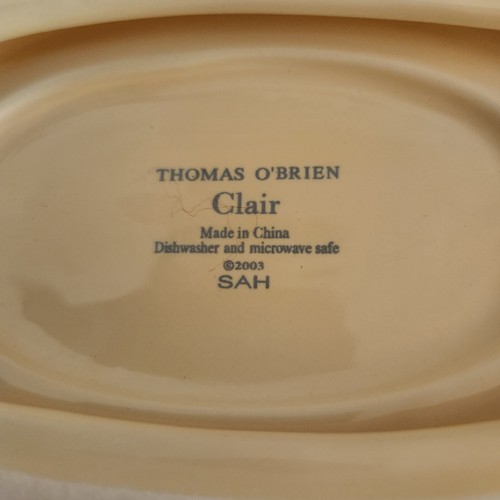 THOMAS O'BRIEN
Clair
Made in China
Dishwasher and microwave safe
©2003
SAH